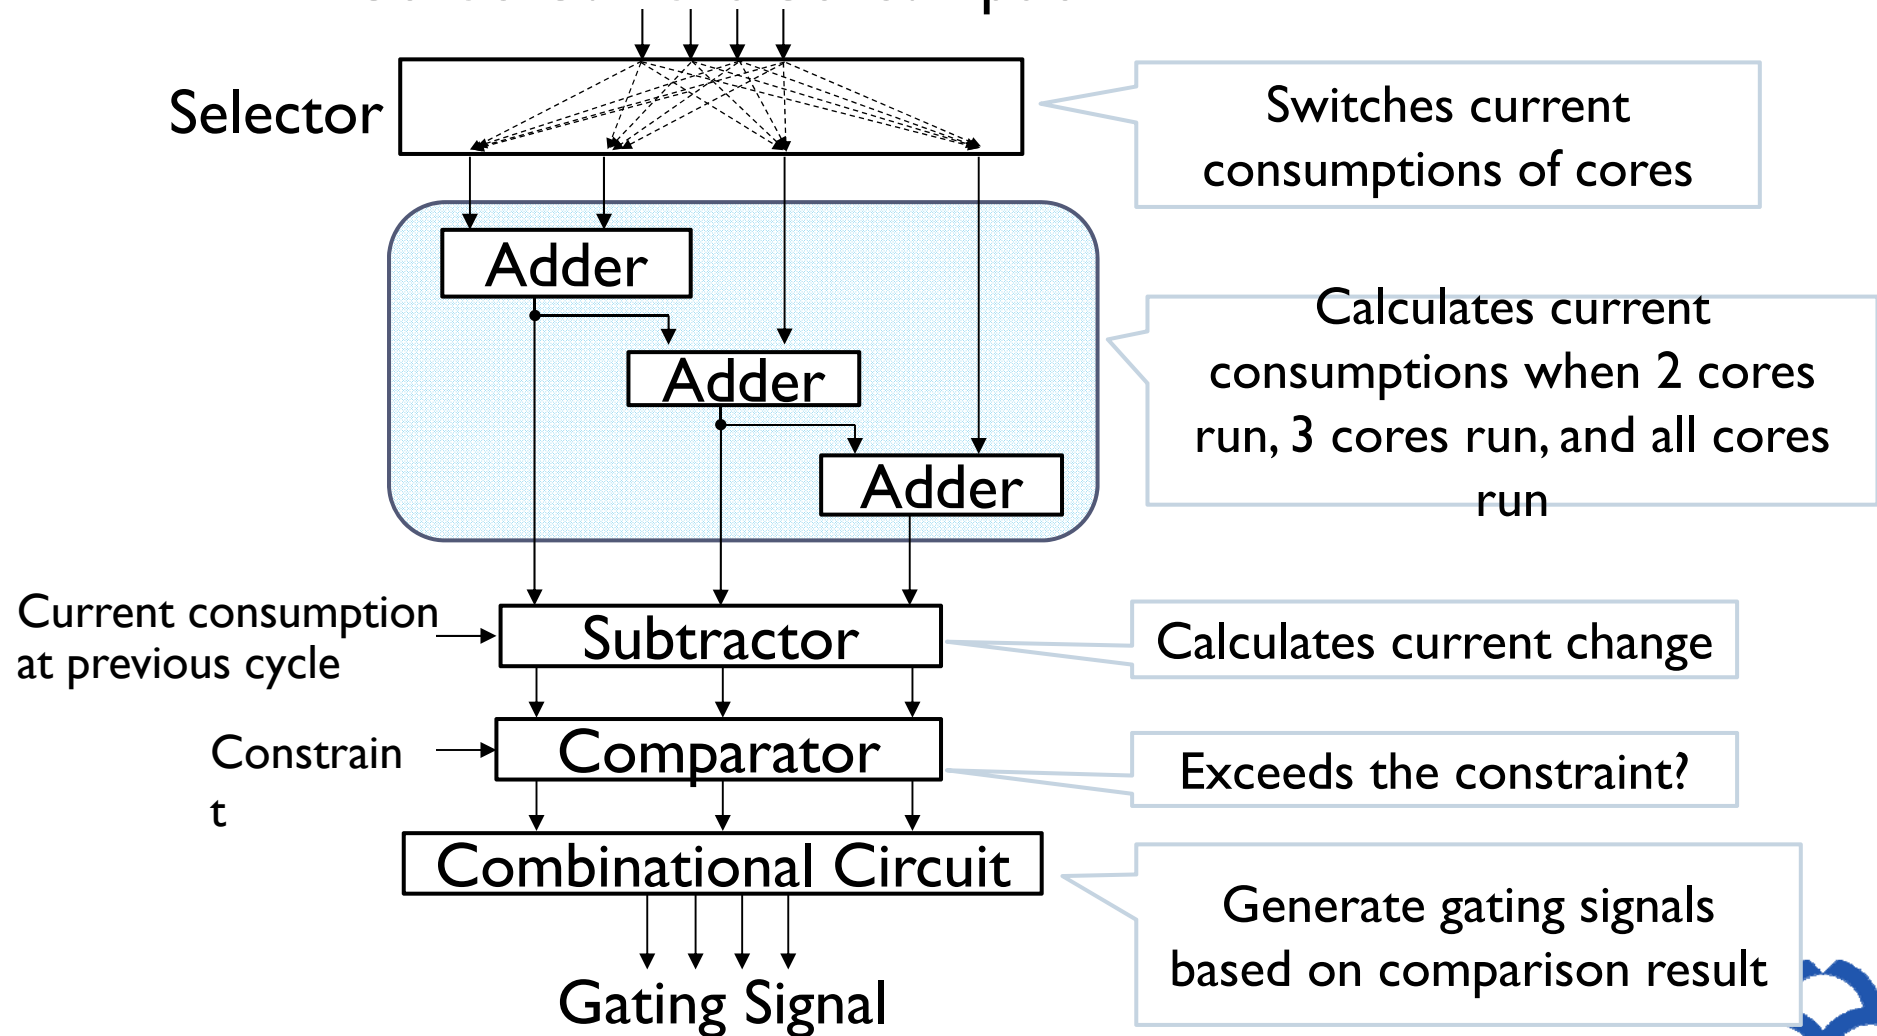 Selector
Switches current
consumptions of cores
Adder
Adder
Adder
Calculates current
consumptions when 2 cores
run, 3 cores run, and all cores
run
Current consumption
at previous cycle
Subtractor
Calculates current change
Constrain
t
Comparator
Exceeds the constraint?
Combinational Circuit
Generate gating signals
based on comparison result
Gating Signal